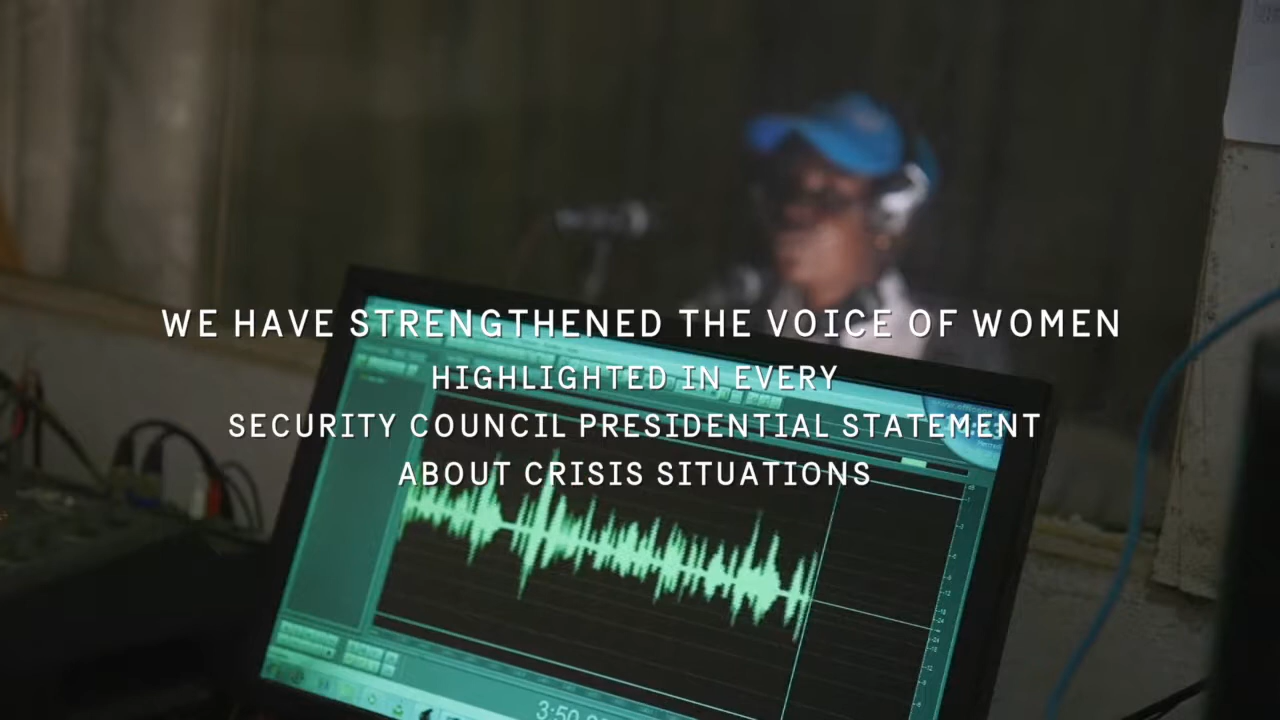 WE HAVE STRENGTHENED THE VOICE OF WOMEN
HIGHLIGHTED IN EVERY
SECURITY COUNCIL PRESIDENTIAL STATEMENT
ABOUT CRISIS SITUATIONS